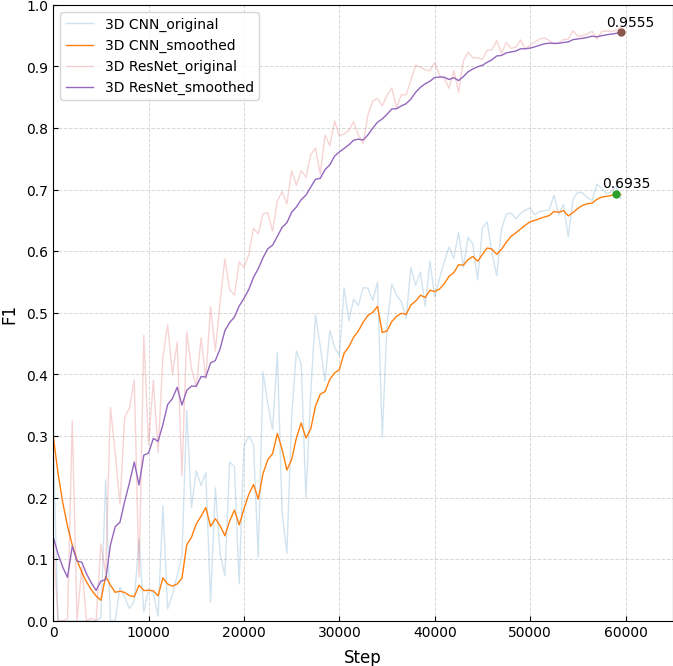 1.0
0.9
0.8
0.7
0.6
0.5
0.4
0.3
0.2
0.1
0.0
F1
3D CNN_original
3D CNN_smoothed
3D ResNet_original
3D ResNet_smoothed
0.9555
0.6935
0 10000 20000 30000 40000 50000 60000
Step